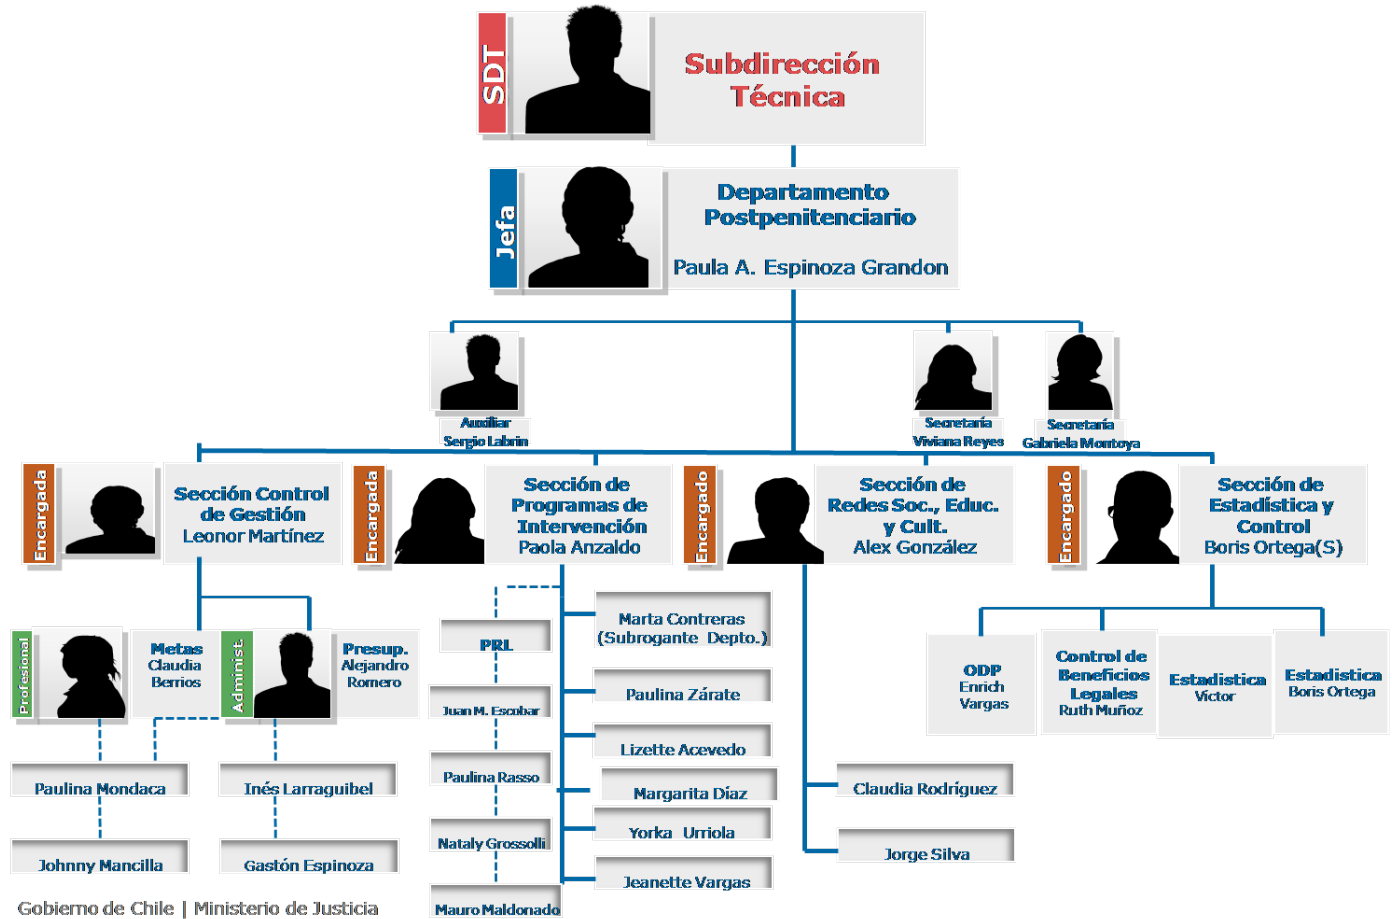 SDT
Subdirección
Técnica
Jefa
Departamento
Postpenitenciario
Paula A. Espinoza Grandon
Auxiliar
Sergio Labrin
Secretaría
Viviana Reyes
Secretaría
Gabriela Montoya
Encargada
Sección Control
de Gestión
Leonor Martínez
Encargada
Sección de
Programas de
Intervención
Paola Anzaldo
Encargado
Sección de
Redes Soc., Educ.
y Cult.
Alex González
Encargado
Sección de
Estadística y
Control
Boris Ortega(S)
Profesional
Metas
Claudia
Berrios
Administ.
Presup.
Alejandro
Romero
Paulina Mondaca
Johnny Mancilla
Inés Larraguibel
Gastón Espinoza
PRL
Juan M. Escobar
Paulina Rasso
Nataly Grossolli
Mauro Maldonado
Marta Contreras
(Subrogante Depto.)
Paulina Zárate
Lizette Acevedo
Margarita Díaz
Yorka Urriola
Jeanette Vargas
Claudia Rodríguez
Jorge Silva
ODP
Enrich
Vargas
Control de
Beneficios
Legales
Ruth Muñoz
Estadistica
Víctor
Estadistica
Boris Ortega
Gobierno de Chile | Ministerio de Justicia